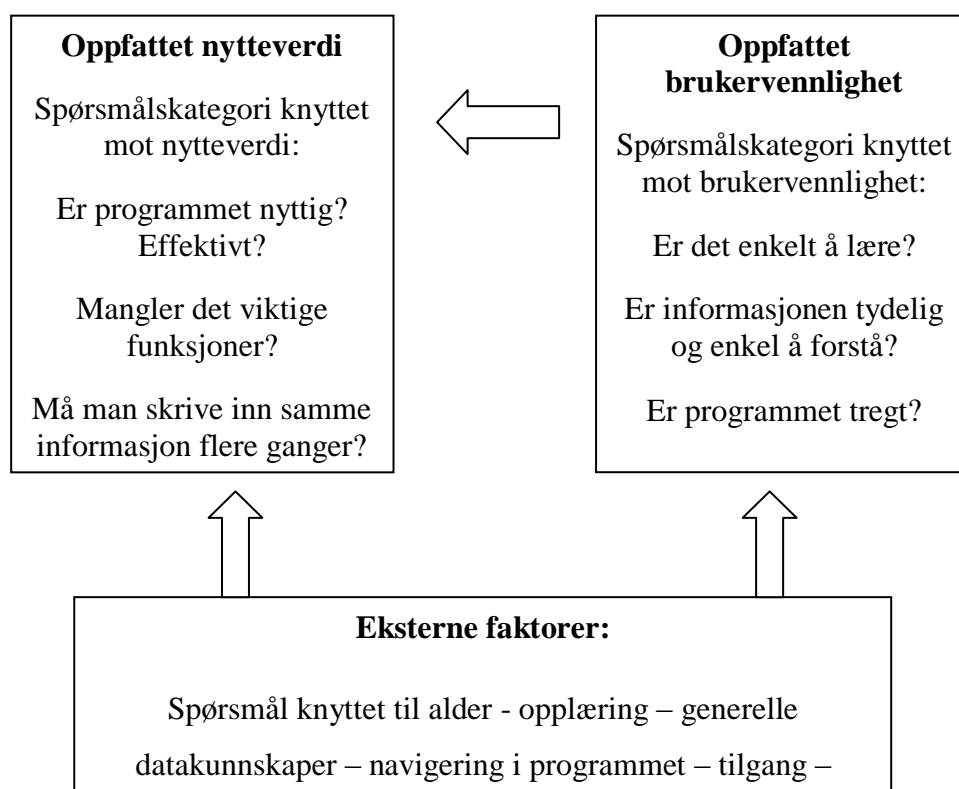 Oppfattet nytteverdi
Spørsmålskategori knyttet
mot nytteverdi:
Er programmet nyttig?
Effektivt?
Mangler det viktige
funksjoner?
Må man skrive inn samme
informasjon flere ganger?
Oppfattet
brukervennlighet
Spørsmålskategori knyttet
mot brukervennlighet:
Er det enkelt å lære?
Er informasjonen tydelig
og enkel å forstå?
Er programmet tregt?
Eksterne faktorer:
Spørsmål knyttet til alder - opplæring – generelle
datakunnskaper – navigering i programmet – tilgang –